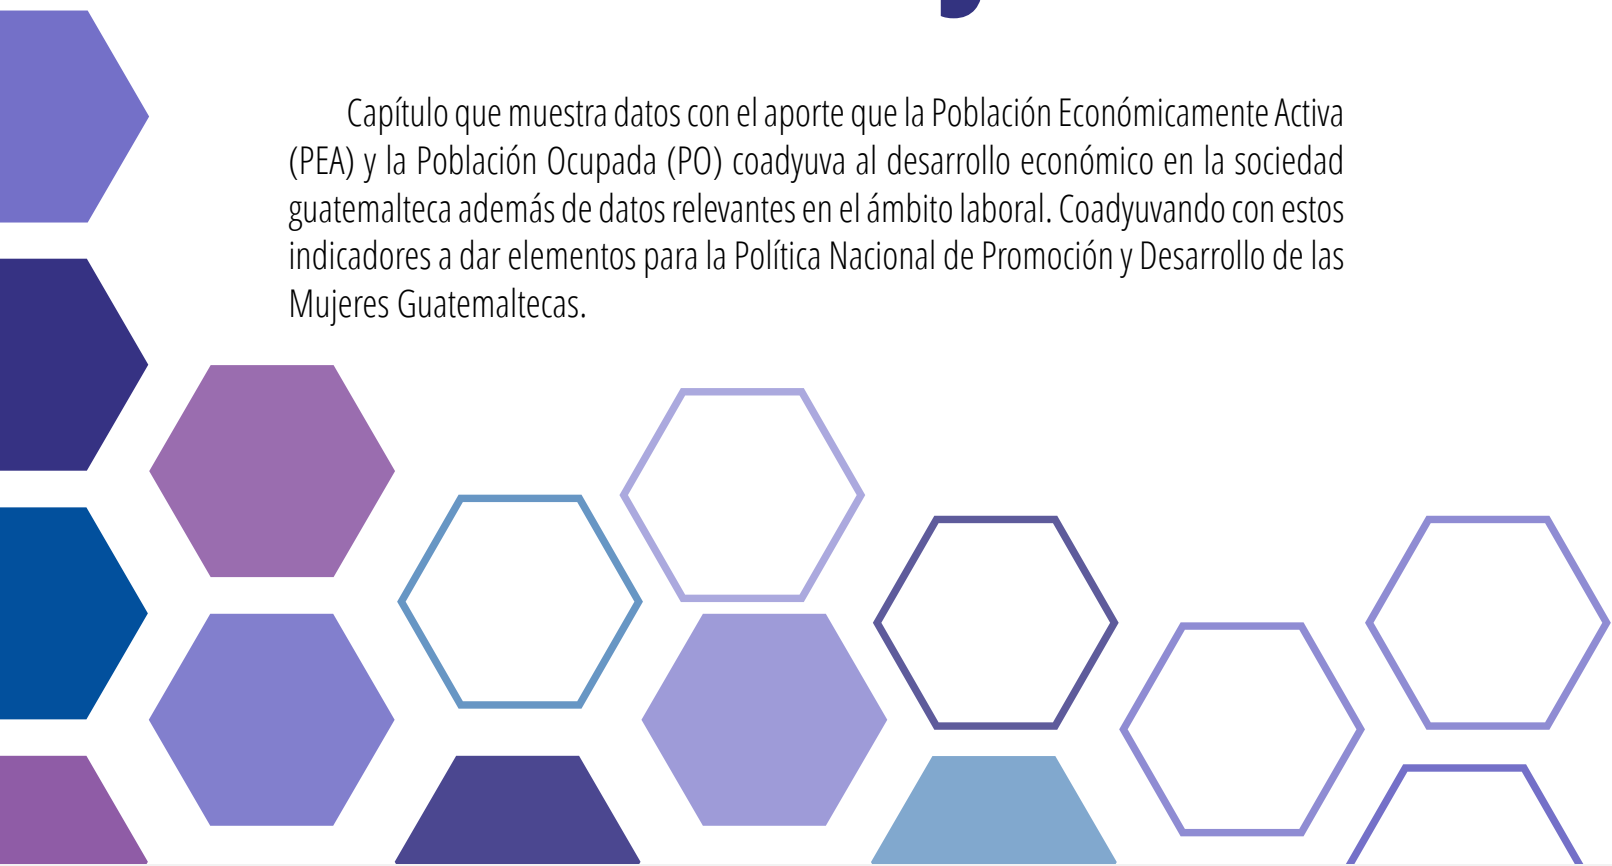 Capítulo que muestra datos con el aporte que la Población Económicamente Activa
(PEA) y la Población Ocupada (PO) coadyuva al desarrollo económico en la sociedad
guatemalteca además de datos relevantes en el ámbito laboral. Coadyuvando con estos
indicadores a dar elementos para la Política Nacional de Promoción y Desarrollo de las
Mujeres Guatemaltecas.